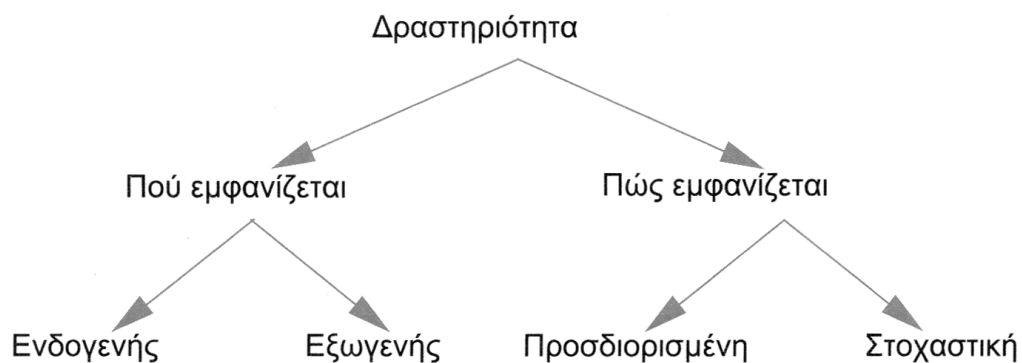 Δραστηριότητα
Πού εμφανίζεται
Πώς εμφανίζεται
Ενδογενής
Εξωγενής
Προσδιορισμένη
Στοχαστική